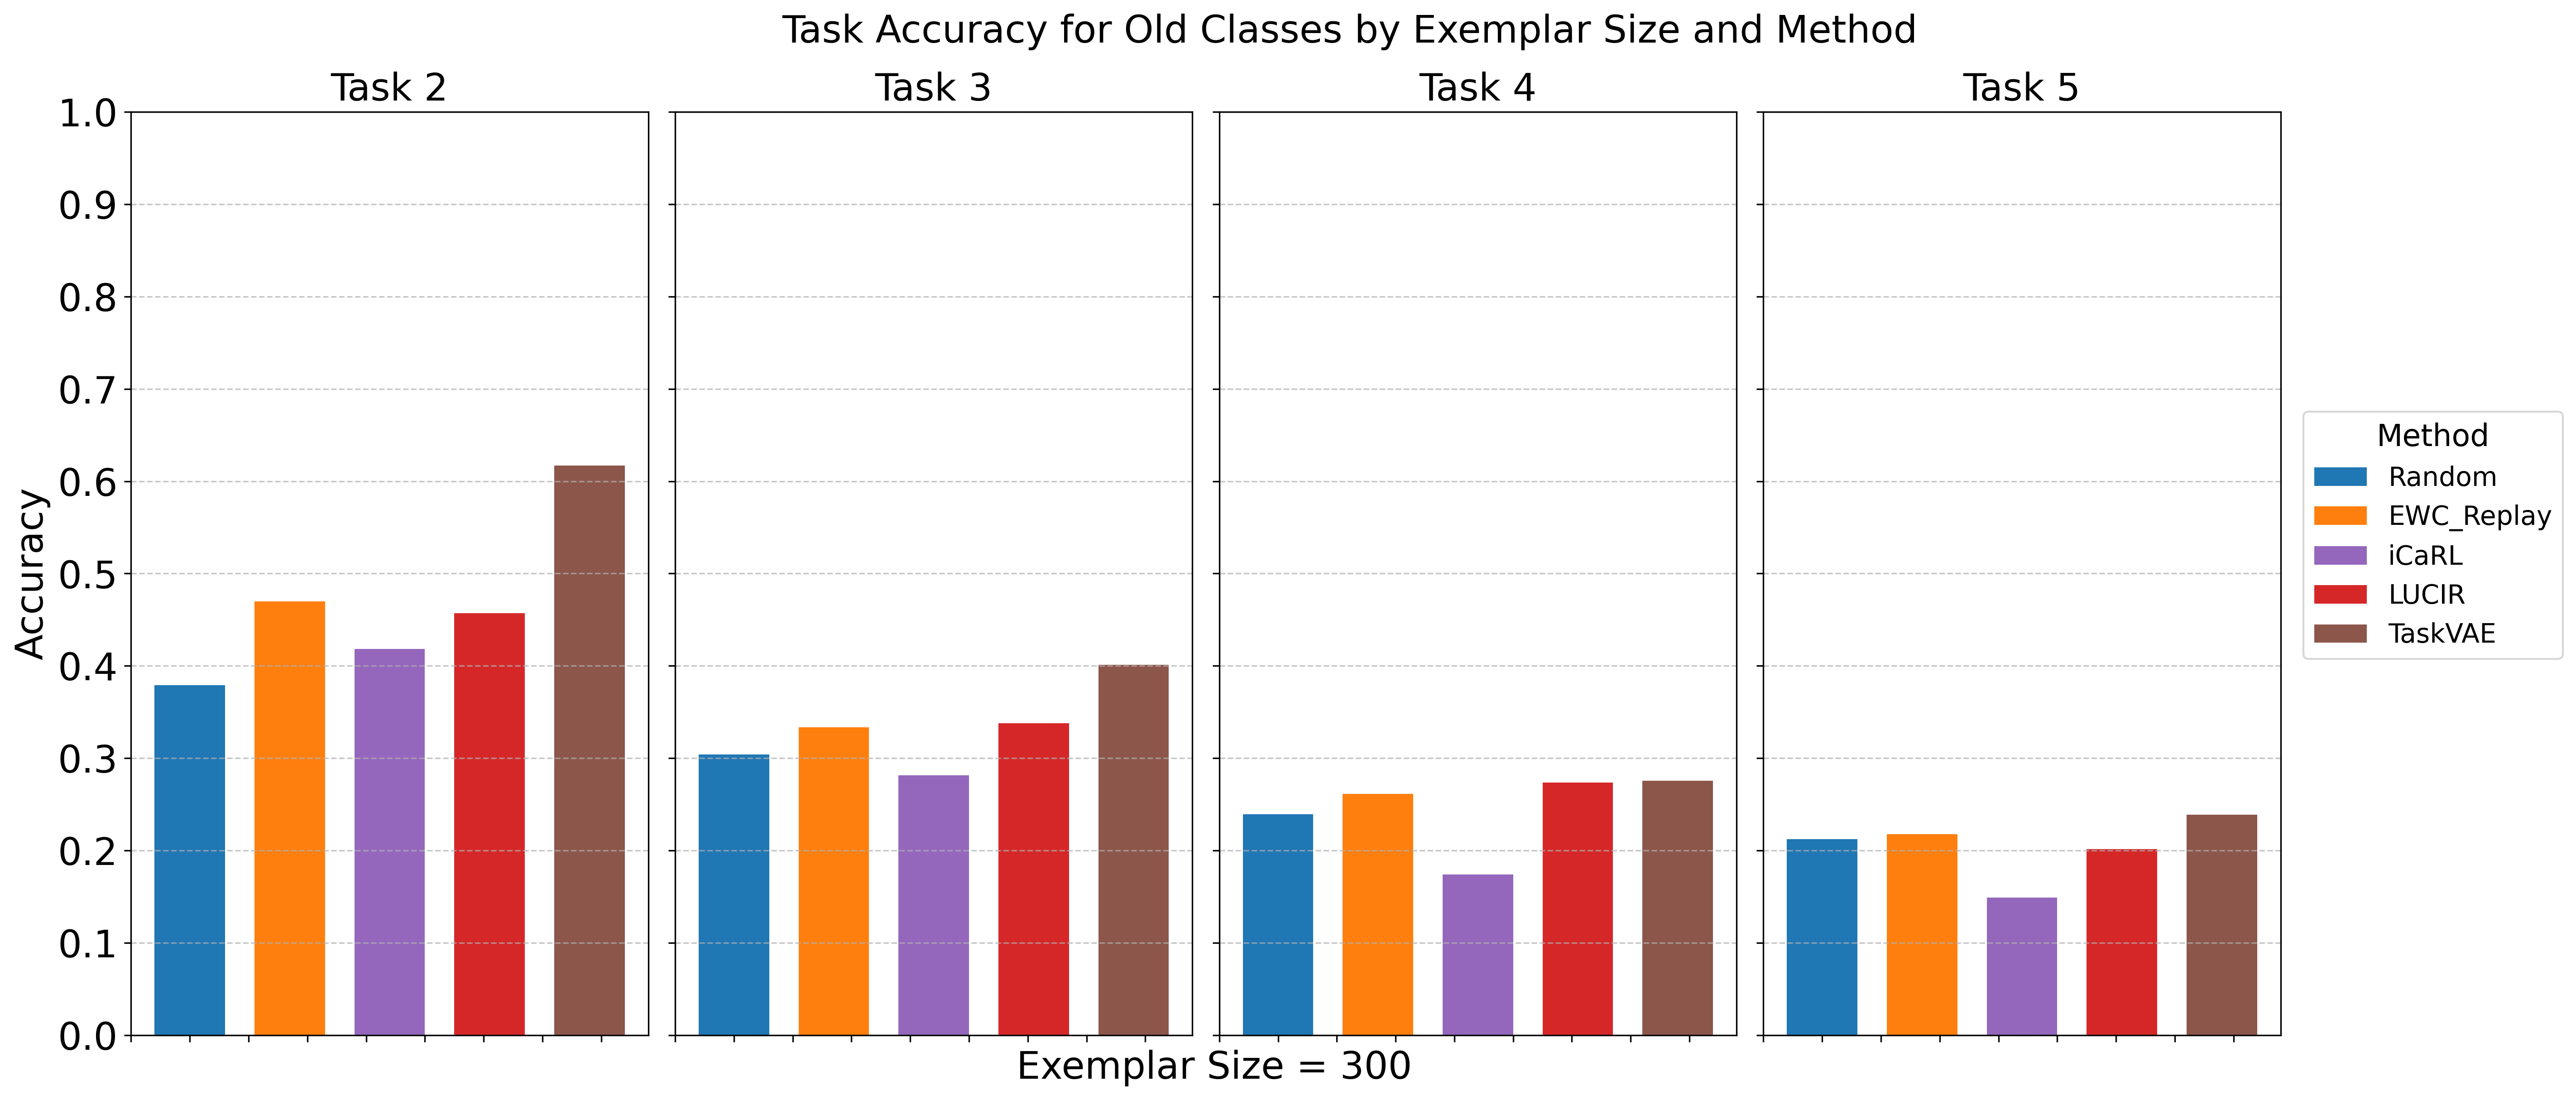 Task Accuracy for Old Classes by Exemplar Size and Method
Task 2
Task 3
Task 4
Task 5
1.0
0.9
0.8
0.7
0.6
0.5
0.4
0.3
0.2
0.1
0.0
Accuracy
Exemplar Size = 300
Method
Random
EWC_Replay
iCaRL
LUCIR
TaskVAE